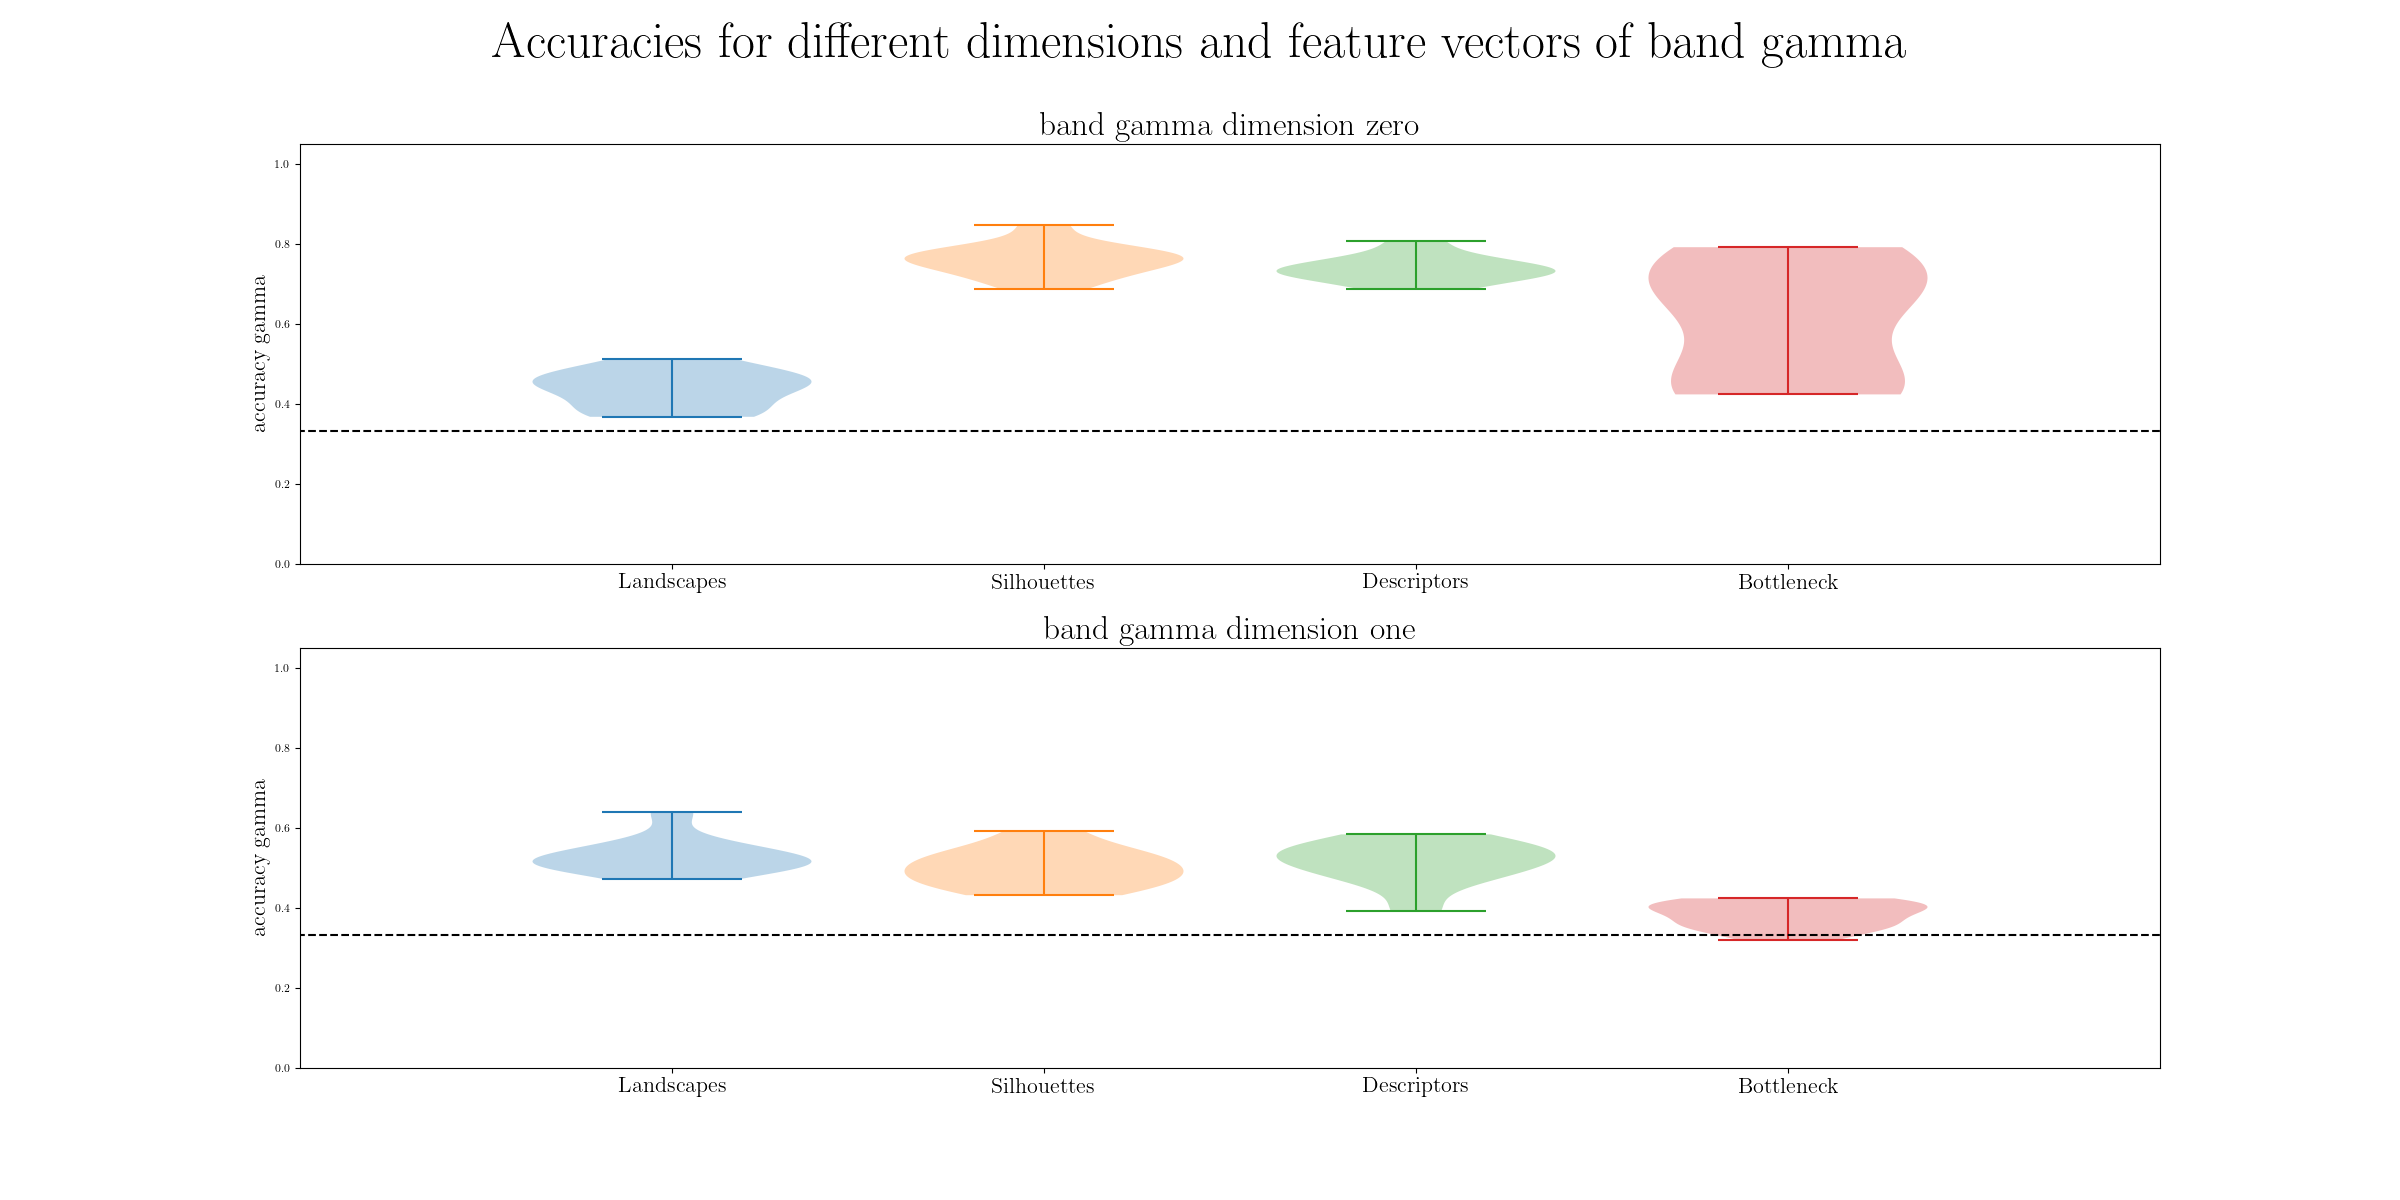 Accuracies for different dimensions and feature vectors of band gamma
band gamma dimension zero
accuracy gamma
1.0
0.8
0.6
0.4
0.2
0.0
Landscapes Silhouettes Descriptors Bottleneck
band gamma dimension one
accuracy gamma
1.0
0.8
0.6
0.4
0.2
0.0
Landscapes Silhouettes Descriptors Bottleneck